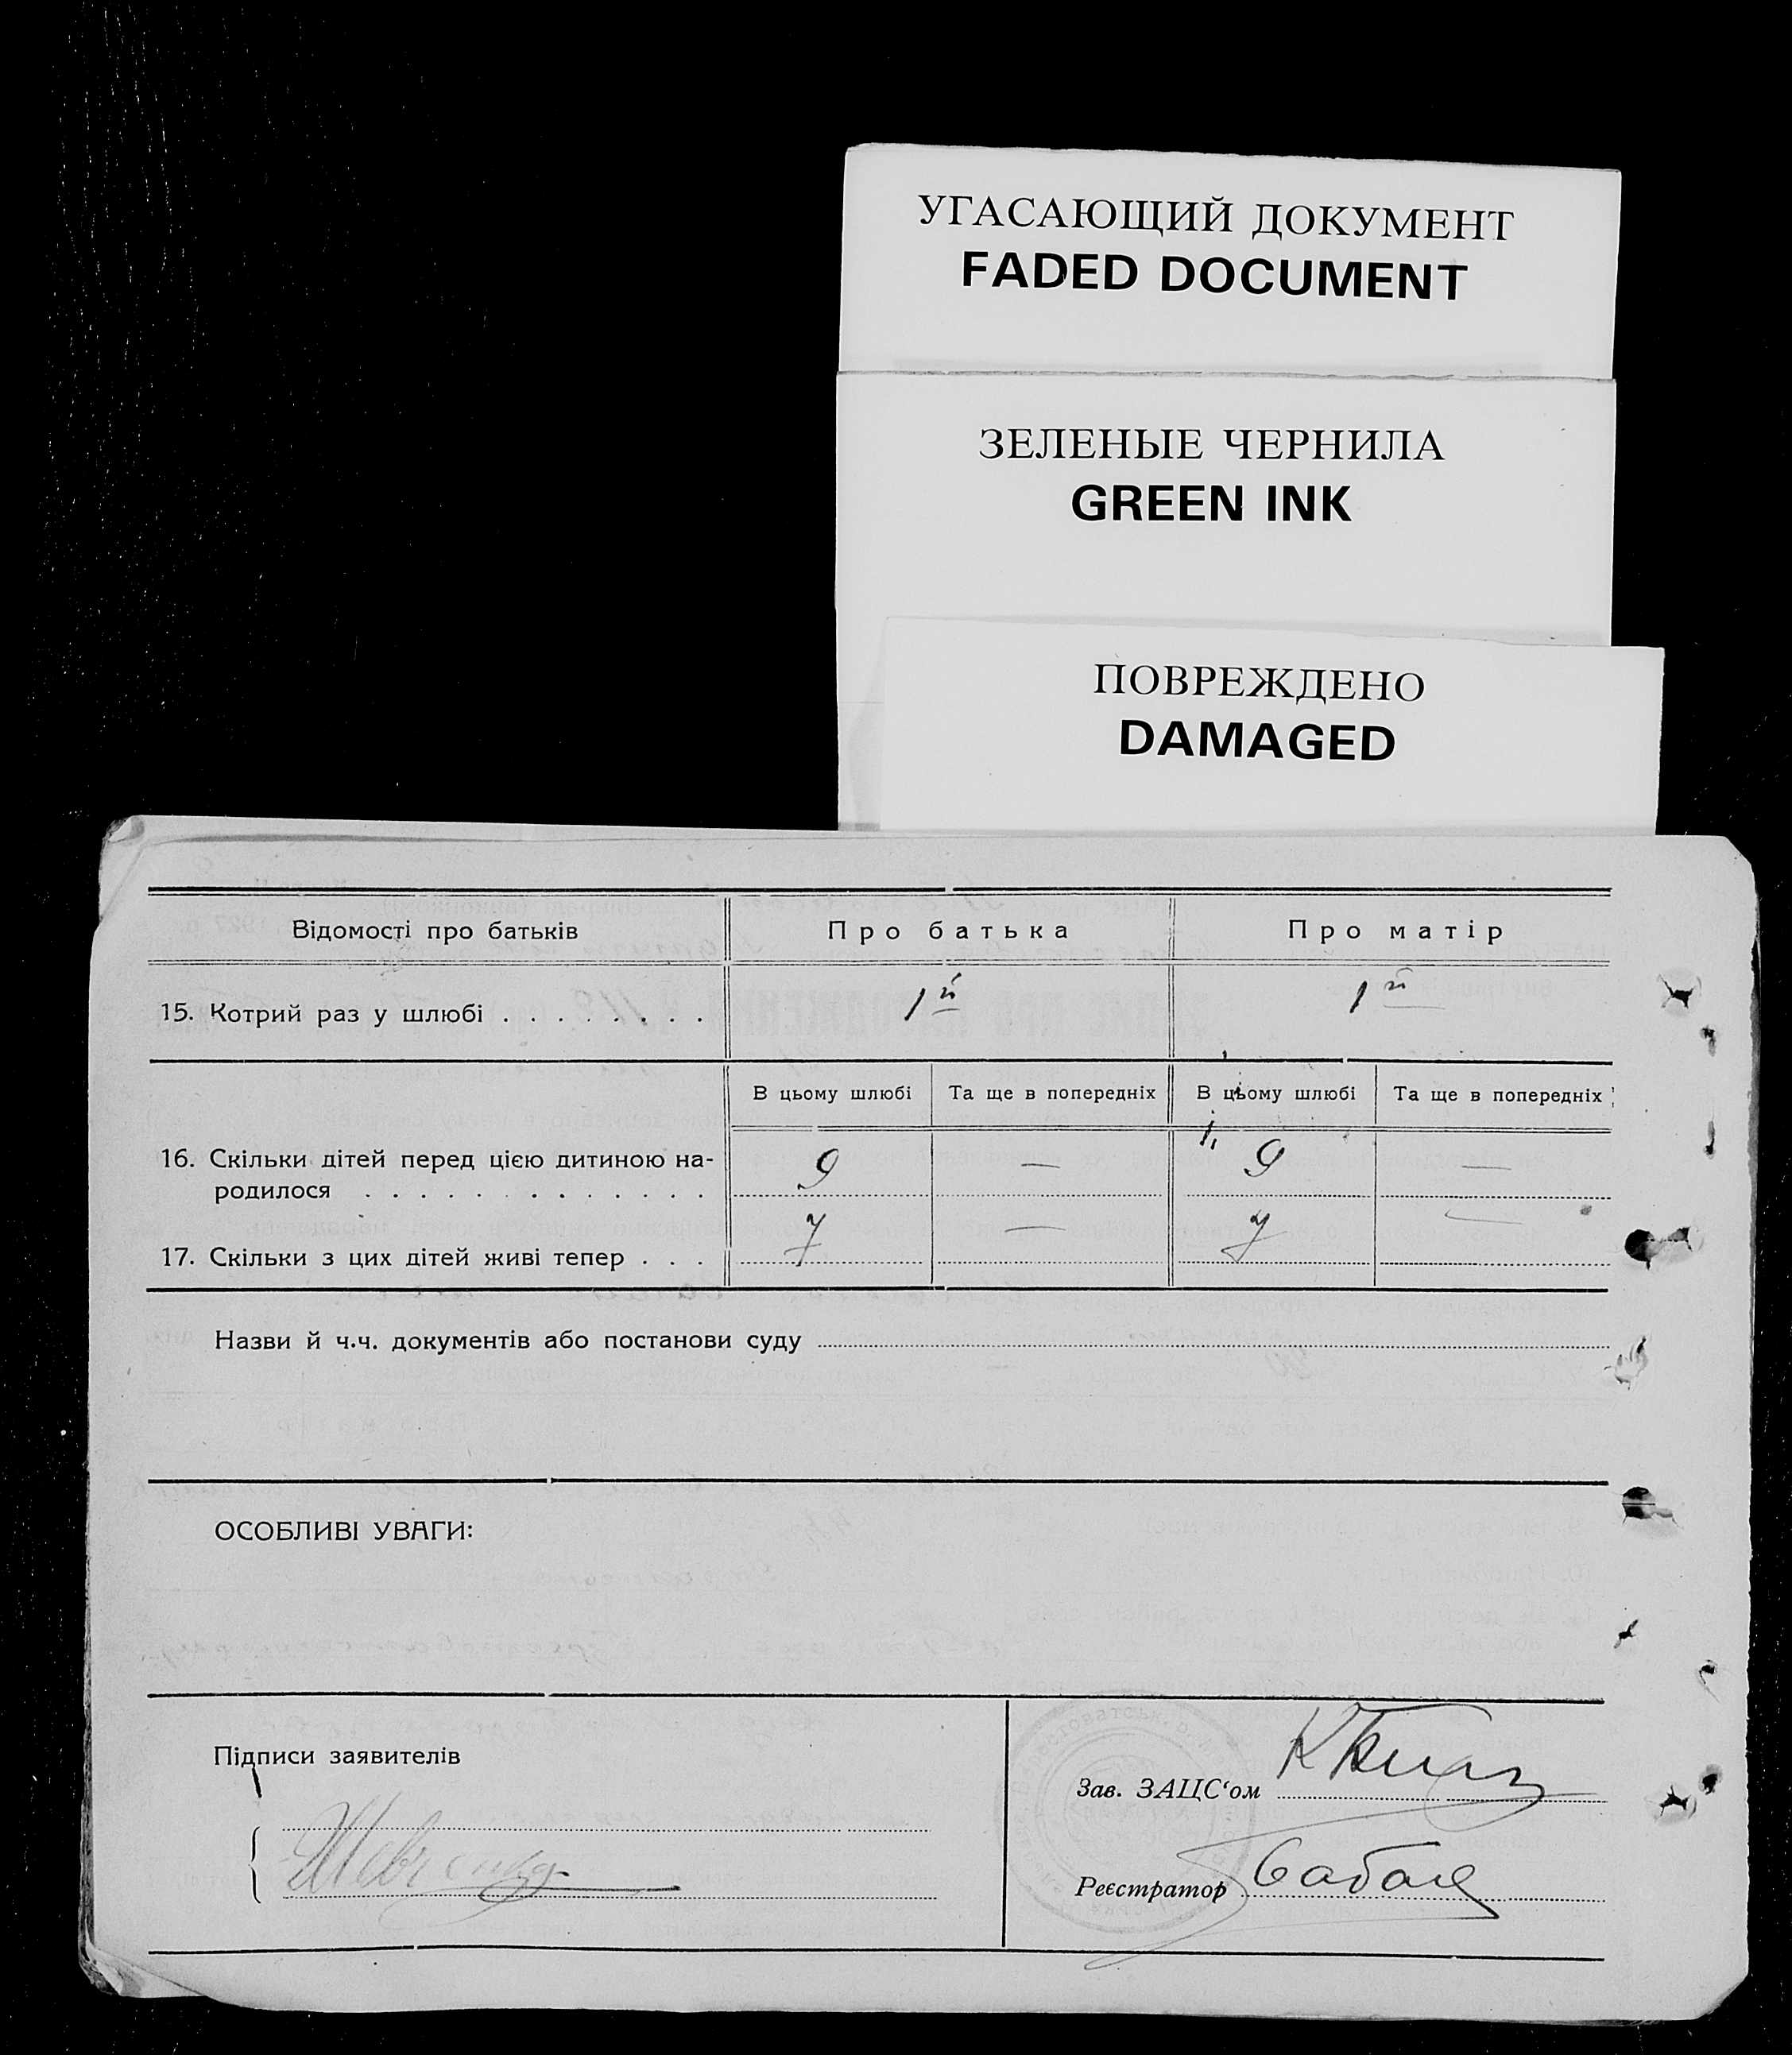 УГАСАЮЩИЙ ДОКУМЕНТ
FADED DOCUMENT
ЗЕЛЕНЫЕ ЧЕРНИЛА
GREEN INK
ПОВРЕЖДЕНО
DAMAGED
Відомості про батьків Про батька Про матір
15. Котрий раз у шлюбі . . . . . . . . 1й 1й
В цьому шлюбі Та ще в попередніх В цьому шлюбі Та ще в попередніх
16. Скільки дітей перед цією дитиною на- 9 — 9 —
родилося . . . . . . . . . . . . .
17. Скільки з цих дітей живі тепер . . . 7 — 7 —
Назви й ч.ч. документів або постанови суду
ОСОБЛИВІ УВАГИ:
Підписи заявителів
Зав. ЗАЦС‘ом
Шевченко
Реєстратор